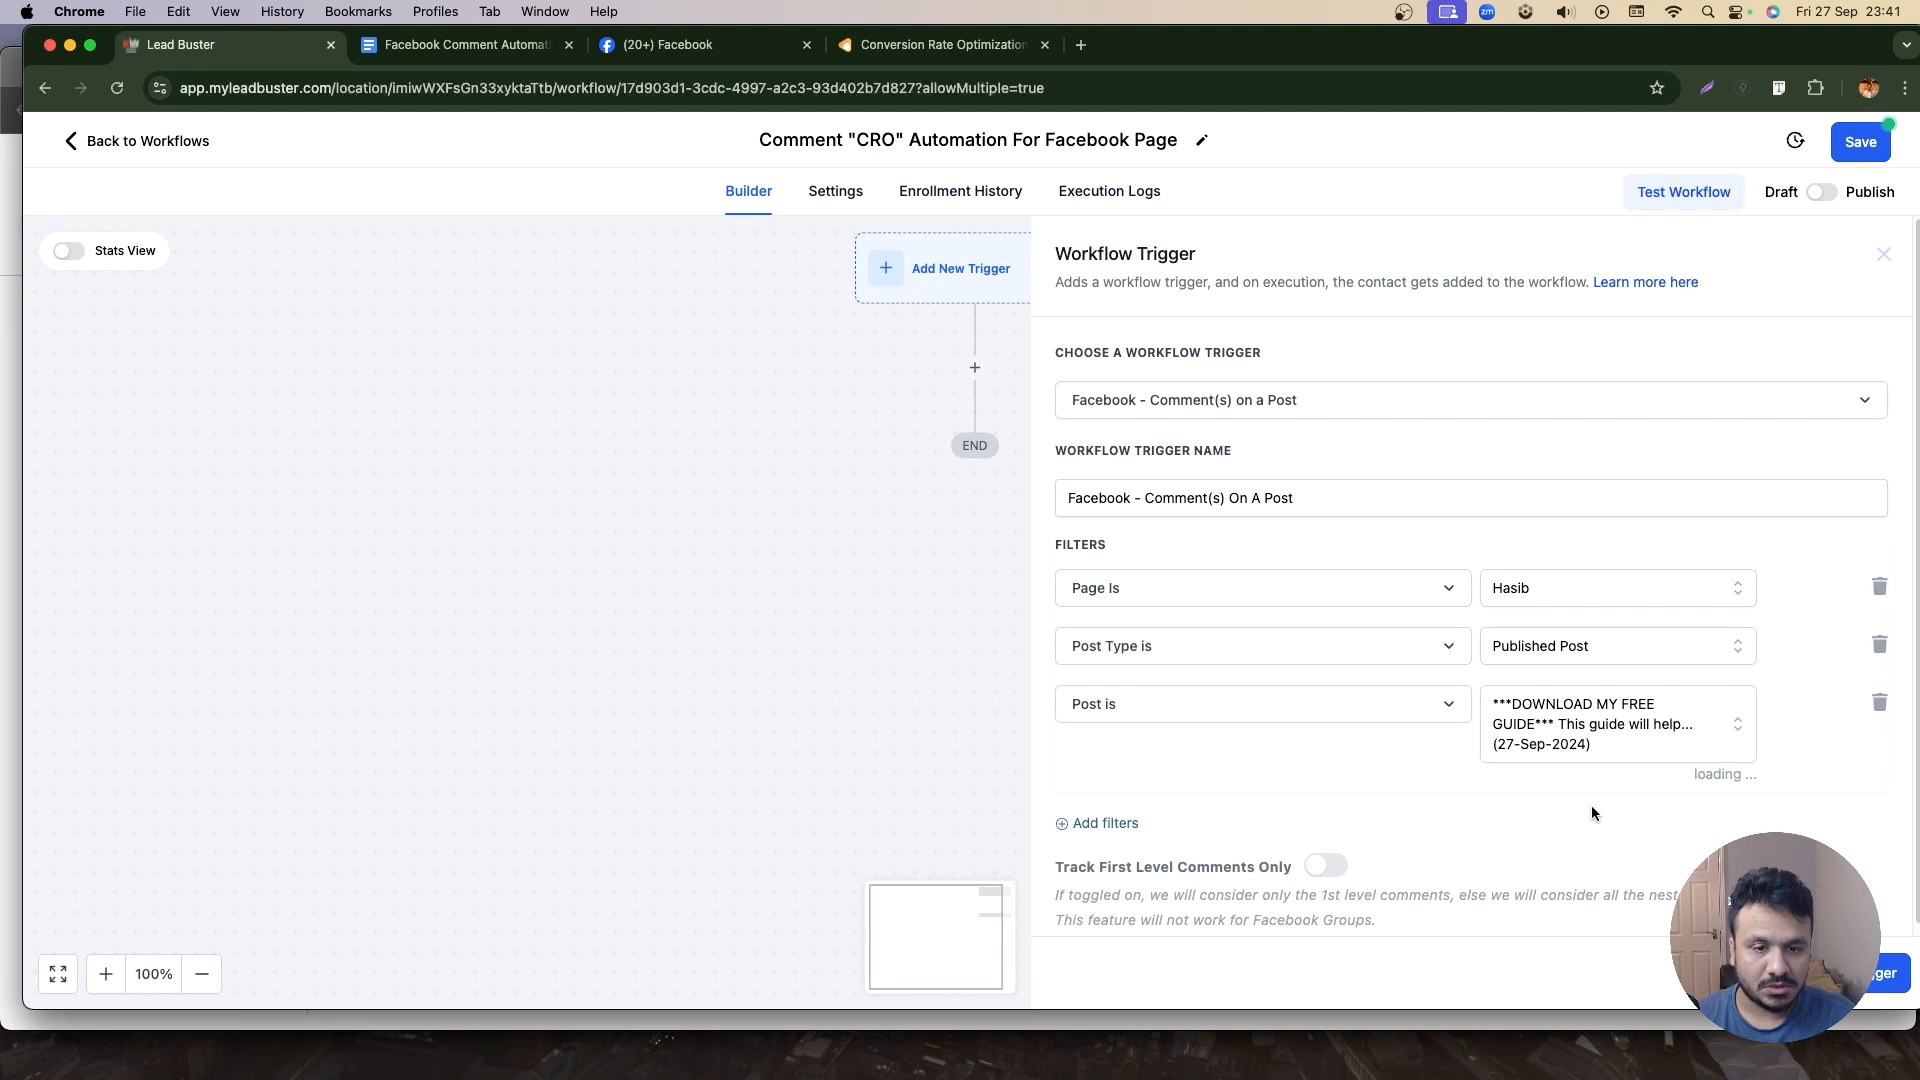 Chrome File Edit View History Bookmarks Profiles Tab Window Help
zm
Fri 27 Sep 23:41
Lead Buster
Facebook Comment Automat
(20+) Facebook
Conversion Rate Optimization
app.myleadbuster.com/location/imiwWXFsGn33xyktaTtb/workflow/17d903d1-3cdc-4997-a2c3-93d402b7d827?allowMultiple=true
Back to Workflows
Comment "CRO" Automation For Facebook Page
Save
Builder Settings Enrollment History Execution Logs
Test Workflow
Draft
Publish
Stats View
Add New Trigger
END
100%
Workflow Trigger
Adds a workflow trigger, and on execution, the contact gets added to the workflow. Learn more here
CHOOSE A WORKFLOW TRIGGER
Facebook - Comment(s) on a Post
WORKFLOW TRIGGER NAME
Facebook - Comment(s) On A Post
FILTERS
Page Is
Hasib
Post Type is
Published Post
Post is
***DOWNLOAD MY FREE
GUIDE*** This guide will help...
(27-Sep-2024)
loading ...
Add filters
Track First Level Comments Only
If toggled on, we will consider only the 1st level comments, else we will consider all the nest
This feature will not work for Facebook Groups.
gger